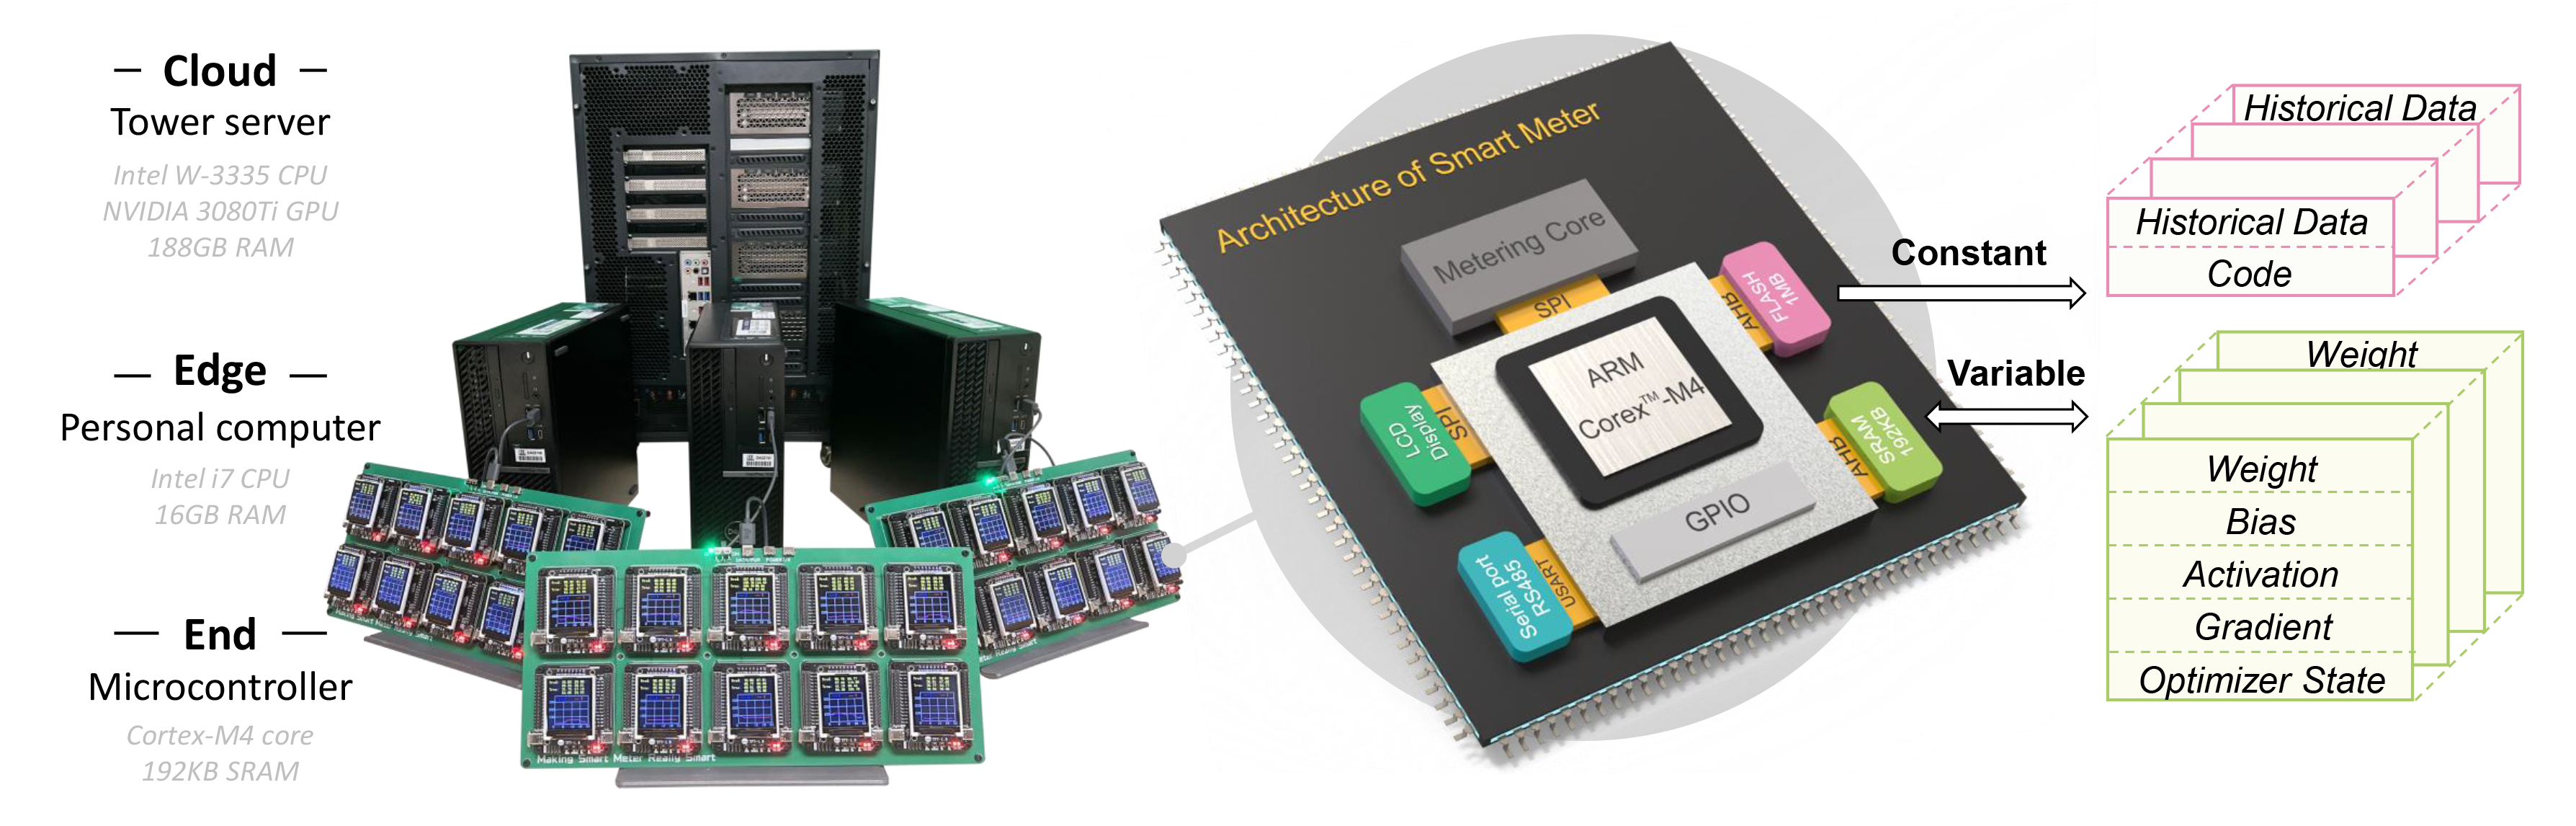 — Cloud —
Tower server
Intel W-3335 CPU
NVIDIA 3080Ti GPU
188GB RAM
— Edge —
Personal computer
Intel i7 CPU
16GB RAM
— End —
Microcontroller
Cortex-M4 core
192KB SRAM
Making Smart Meter Really Smart
Architecture of Smart Meter
Metering Core
SPI
FLASH
1MB
AHB
ARM
Corex™-M4
LCD
Display
SPI
SRAM
192KB
AHB
GPIO
Serial port
RS485
USART
Constant
Variable
Historical Data
Historical Data
Code
Weight
Weight
Bias
Activation
Gradient
Optimizer State